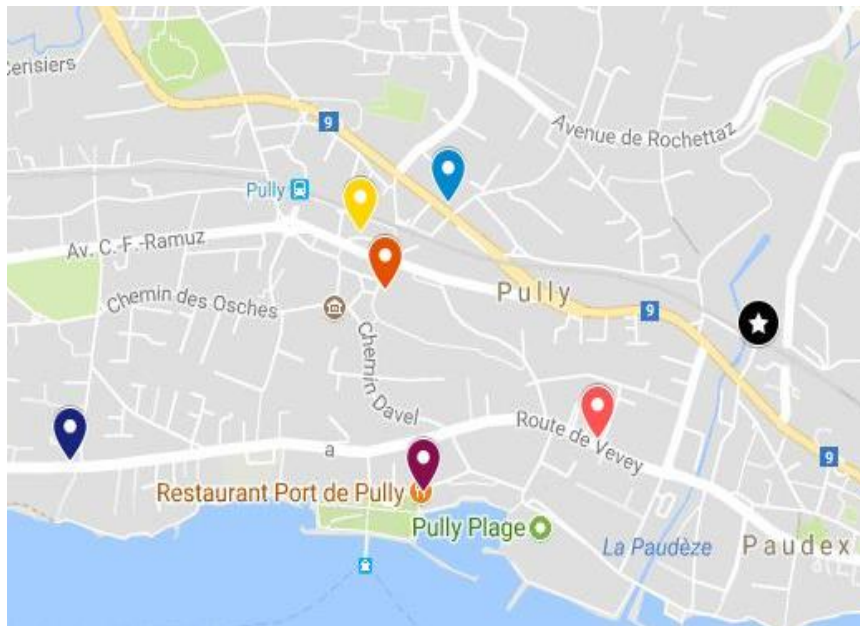 Cerisiers
9
Avenue de Rochettaz
Pully
Av. C.-F.-Ramuz
Chemin des Osches
Pully
9
Chemin Davel
Route de Vevey
a
9
Restaurant Port de Pully
Pully Plage
La Paudèze
Paudex